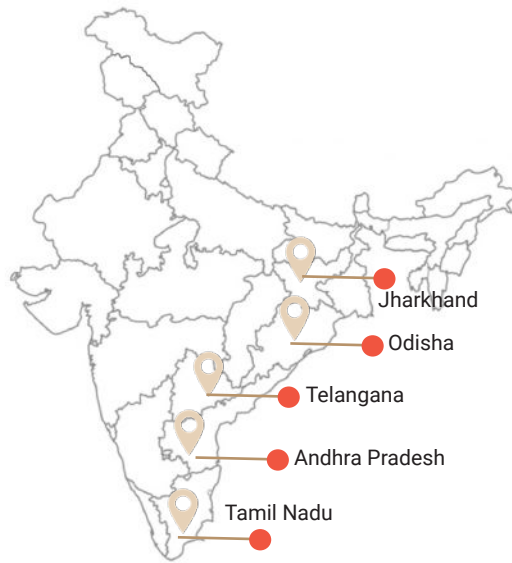 Jharkhand
Odisha
Telangana
Andhra Pradesh
Tamil Nadu